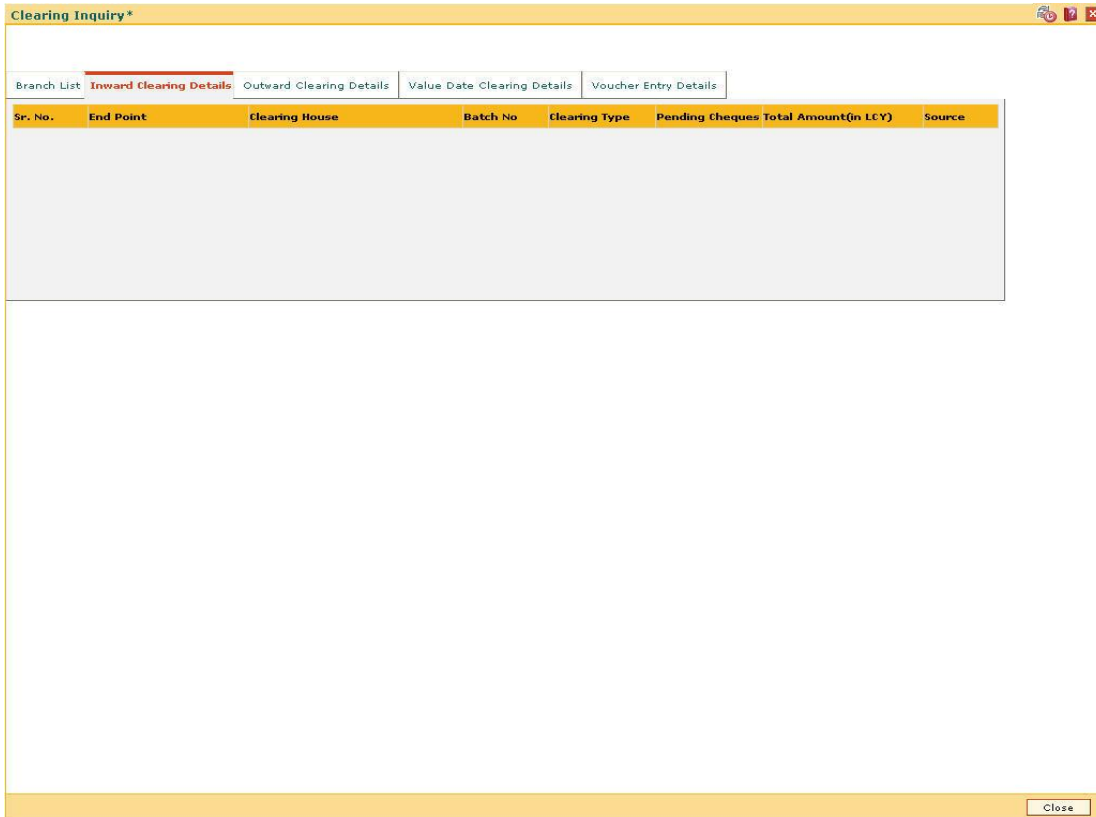 Clearing Inquiry*
Branch List Inward Clearing Details Outward Clearing Details Value Date Clearing Details Voucher Entry Details
Sr. No. End Point Clearing House Batch No Clearing Type Pending Cheques Total Amount(in LCY) Source
Close